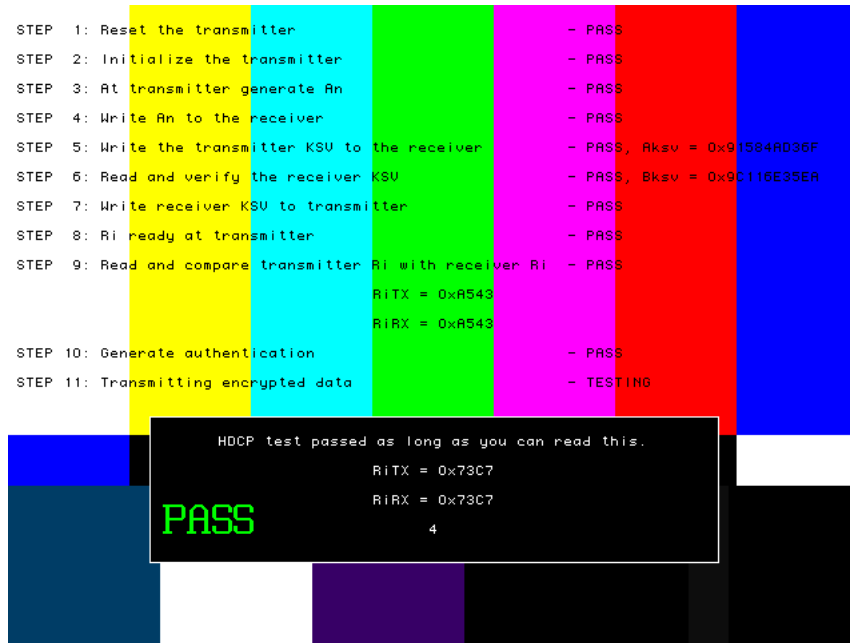 STEP 1: Reset the transmitter - PASS
STEP 2: Initialize the transmitter - PASS
STEP 3: At transmitter generate An - PASS
STEP 4: Write An to the receiver - PASS
STEP 5: Write the transmitter KSV to the receiver - PASS, Aksv = 0x91584AD36F
STEP 6: Read and verify the receiver KSV - PASS, Bksv = 0x9C116E35EA
STEP 7: Write receiver KSV to transmitter - PASS
STEP 8: Ri ready at transmitter - PASS
STEP 9: Read and compare transmitter Ri with receiver Ri - PASS
RiTX = 0xA543
RiRX = 0xA543
STEP 10: Generate authentication - PASS
STEP 11: Transmitting encrypted data - TESTING
HDCP test passed as long as you can read this.
RiTX = 0x73C7
RiRX = 0x73C7
PASS
4